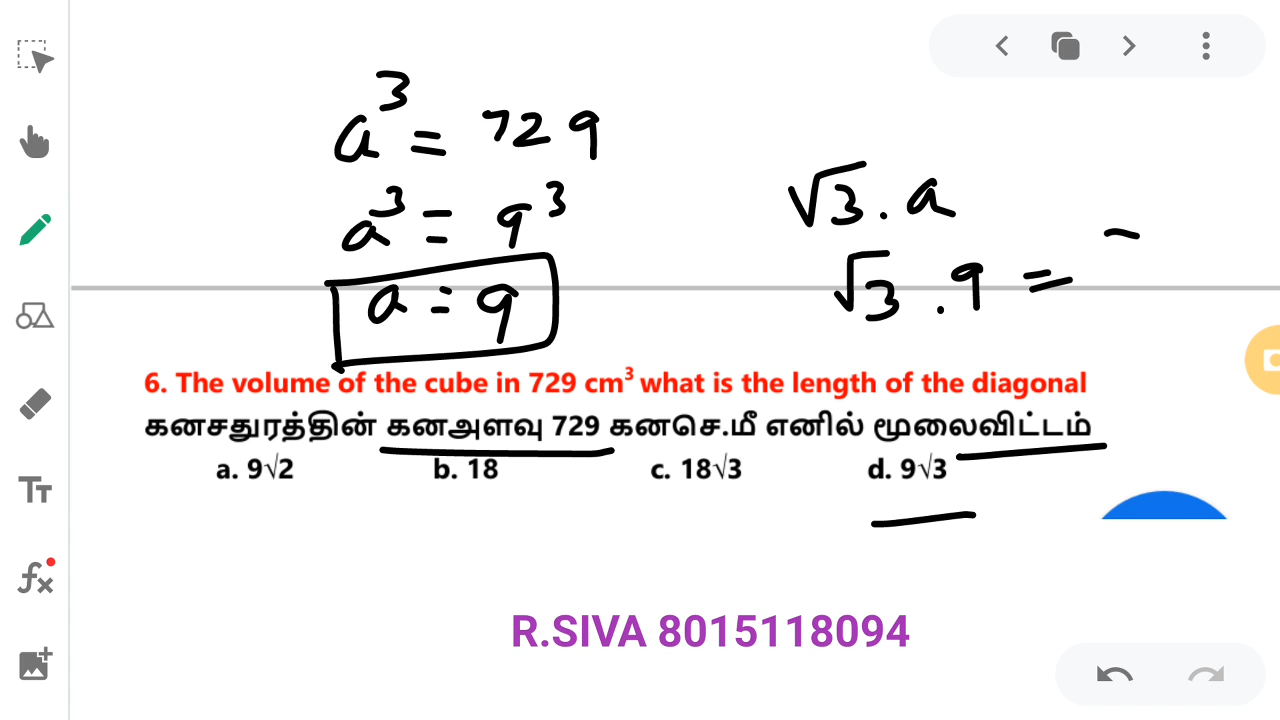 a³ = 729
a³ = 9³
a = 9
√3 . a
√3 . 9 =
6. The volume of the cube in 729 cm³ what is the length of the diagonal
கனசதுரத்தின் கனஅளவு 729 கனசெ.மீ எனில் மூலைவிட்டம்
a. 9√2 b. 18 c. 18√3 d. 9√3
R.SIVA 8015118094
Tт
fx